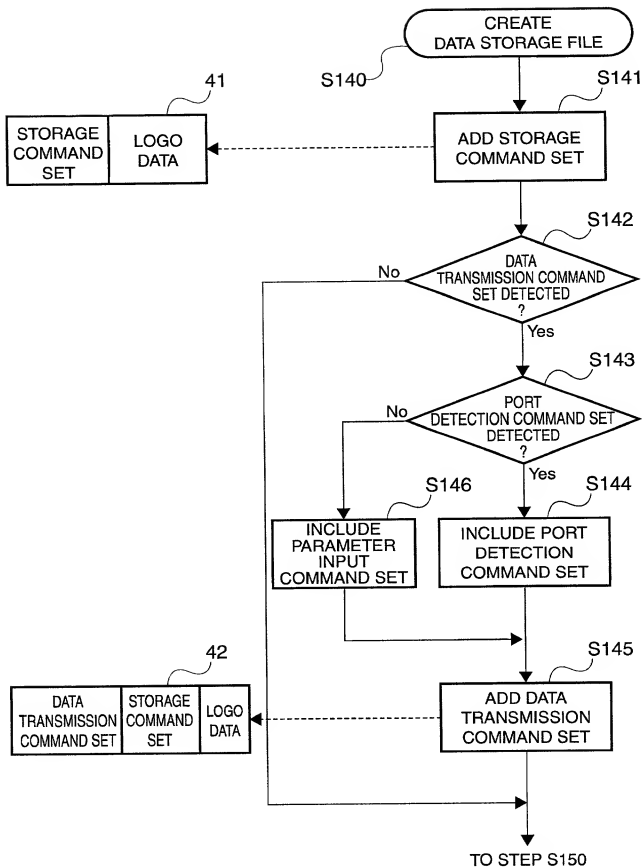 CREATE
DATA STORAGE FILE
S140
S141
41
STORAGE
COMMAND
SET
LOGO
DATA
ADD STORAGE
COMMAND SET
S142
DATA
TRANSMISSION COMMAND
SET DETECTED
?
No
Yes
S143
PORT
DETECTION COMMAND SET
DETECTED
?
No
Yes
S146
S144
INCLUDE
PARAMETER
INPUT
COMMAND SET
INCLUDE PORT
DETECTION
COMMAND SET
42
S145
DATA
TRANSMISSION
COMMAND SET
STORAGE
COMMAND
SET
LOGO
DATA
ADD DATA
TRANSMISSION
COMMAND SET
TO STEP S150